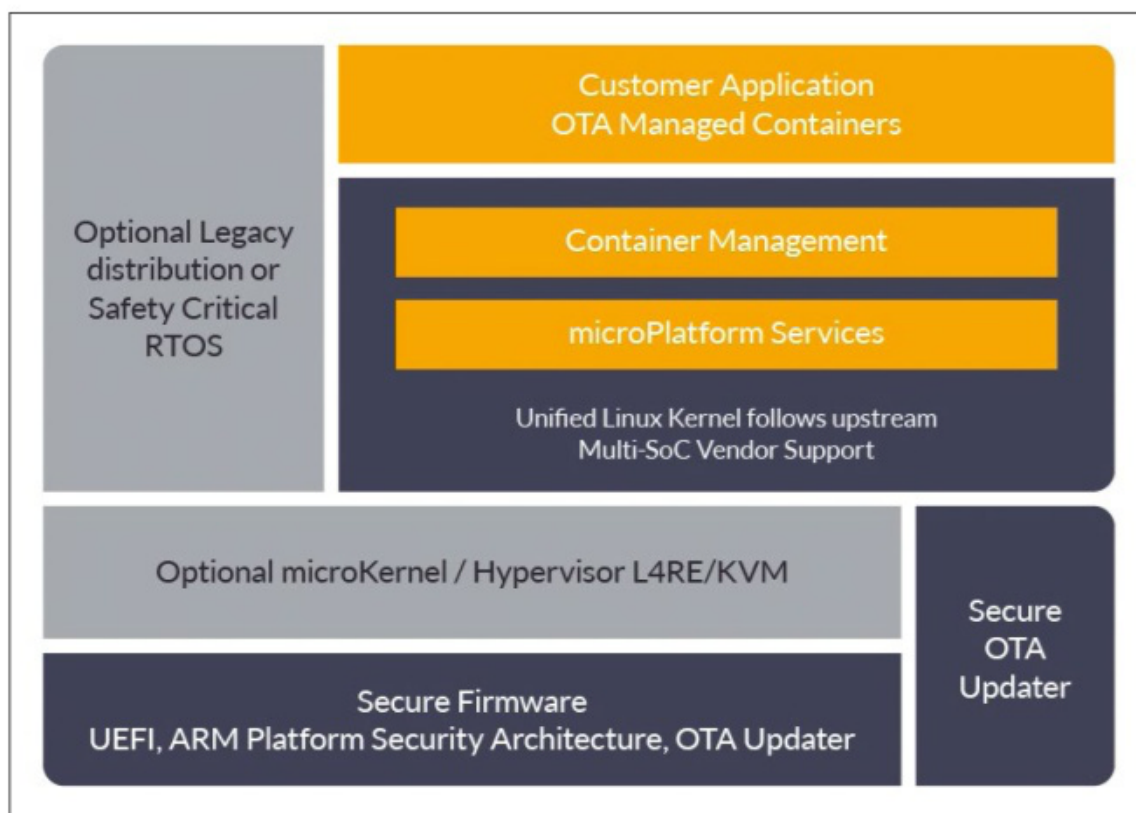 Customer Application
OTA Managed Containers
Optional Legacy
distribution or
Safety Critical
RTOS
Container Management
microPlatform Services
Unified Linux Kernel follows upstream
Multi-SoC Vendor Support
Optional microKernel / Hypervisor L4RE/KVM
Secure
OTA
Updater
Secure Firmware
UEFI, ARM Platform Security Architecture, OTA Updater